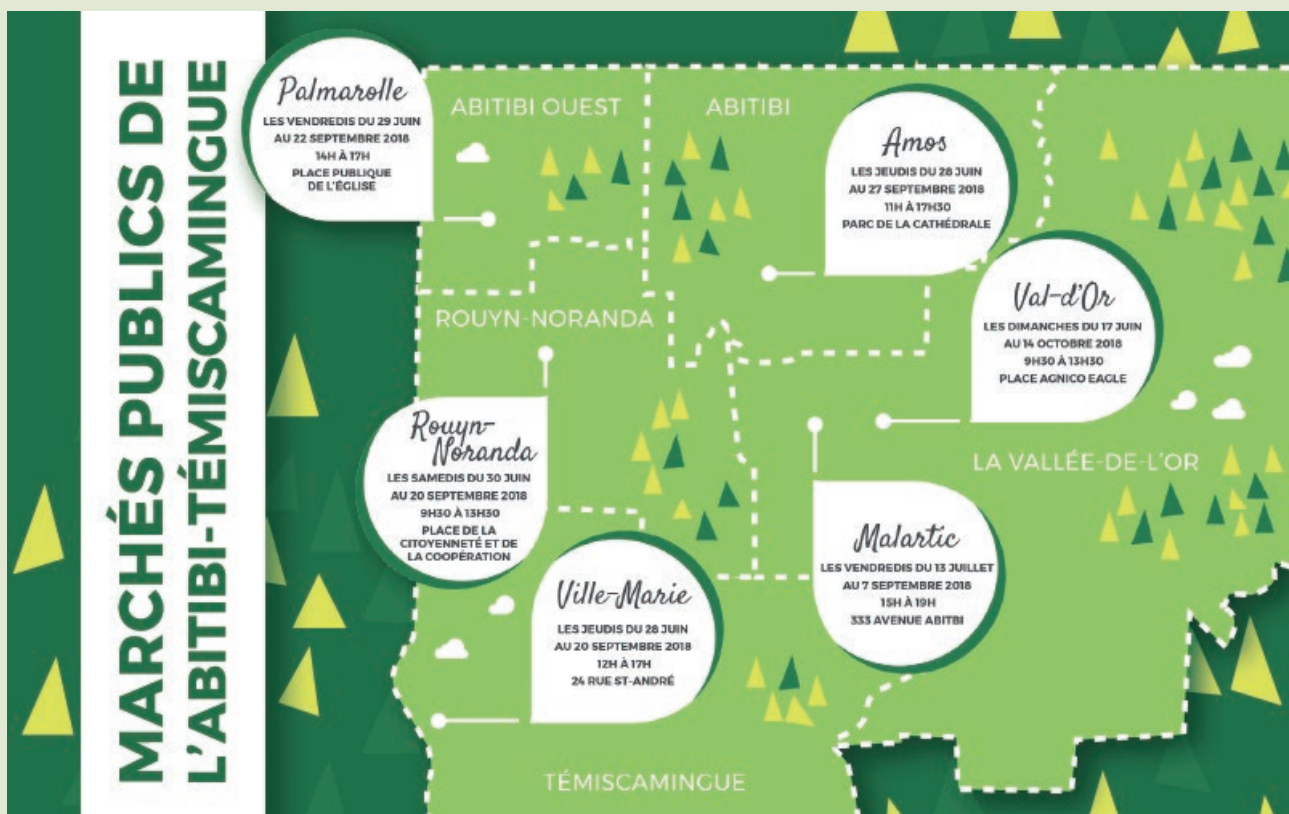 MARCHÉS PUBLICS DE
L'ABITIBI-TÉMISCAMINGUE
Palmarolle
LES VENDREDIS DU 29 JUIN
AU 22 SEPTEMBRE 2018
14H À 17H
PLACE PUBLIQUE
DE L'ÉGLISE
ABITIBI OUEST
ABITIBI
Amos
LES JEUDIS DU 28 JUIN
AU 27 SEPTEMBRE 2018
11H À 17H30
PARC DE LA CATHÉDRALE
Val-d'Or
LES DIMANCHES DU 17 JUIN
AU 14 OCTOBRE 2018
9H30 À 13H30
PLACE AGNICO EAGLE
ROUYN-NORANDA
Rouyn-
Noranda
LES SAMEDIS DU 30 JUIN
AU 20 SEPTEMBRE 2018
9H30 À 13H30
PLACE DE LA
CITOYENNETÉ ET DE
LA COOPÉRATION
LA VALLÉE-DE-L'OR
Malartic
LES VENDREDIS DU 13 JUILLET
AU 7 SEPTEMBRE 2018
15H À 19H
333 AVENUE ABITBI
Ville-Marie
LES JEUDIS DU 28 JUIN
AU 20 SEPTEMBRE 2018
12H À 17H
24 RUE ST-ANDRÉ
TÉMISCAMINGUE